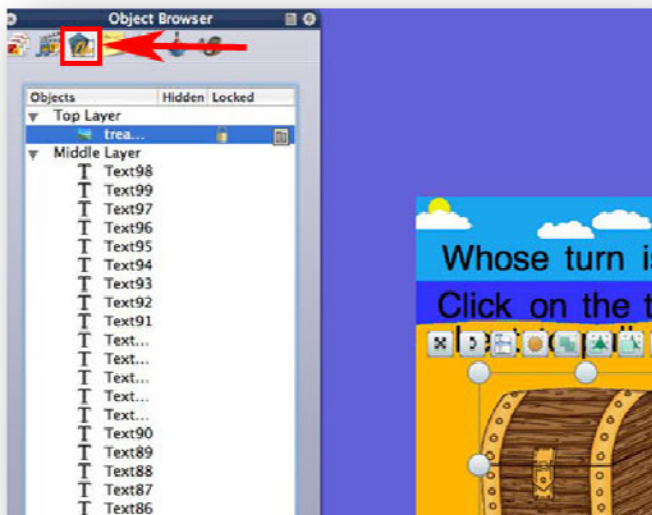 Object Browser
Objects Hidden Locked
Top Layer
trea...
Middle Layer
Text98
Text99
Text97
Text96
Text95
Text94
Text93
Text92
Text91
Text...
Text...
Text...
Text...
Text...
Text90
Text89
Text88
Text87
Text86
Whose turn is
Click on the t